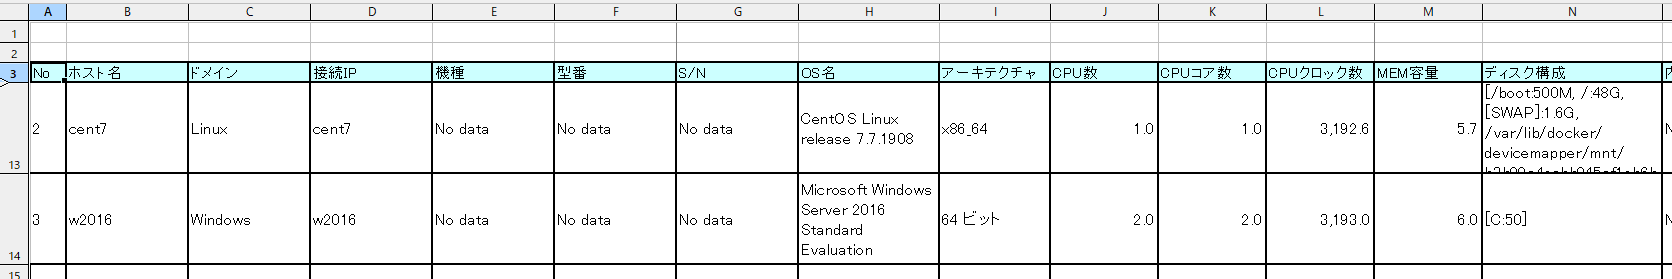 A B C D E F G H I J K L M N
1
2
3 No ホスト名 ドメイン 接続IP 機種 型番 S/N OS名 アーキテクチャ CPU数 CPUコア数 CPUクロック数 MEM容量 ディスク構成
13 2 cent7 Linux cent7 No data No data No data CentOS Linux
release 7.7.1908 x86_64 1.0 1.0 3,192.6 5.7 [/boot:500M, /:48G,
[SWAP]:1.6G,
/var/lib/docker/
devicemapper/mnt/
14 3 w2016 Windows w2016 No data No data No data Microsoft Windows
Server 2016
Standard
Evaluation 64 ビット 2.0 2.0 3,193.0 6.0 [C:50]
15